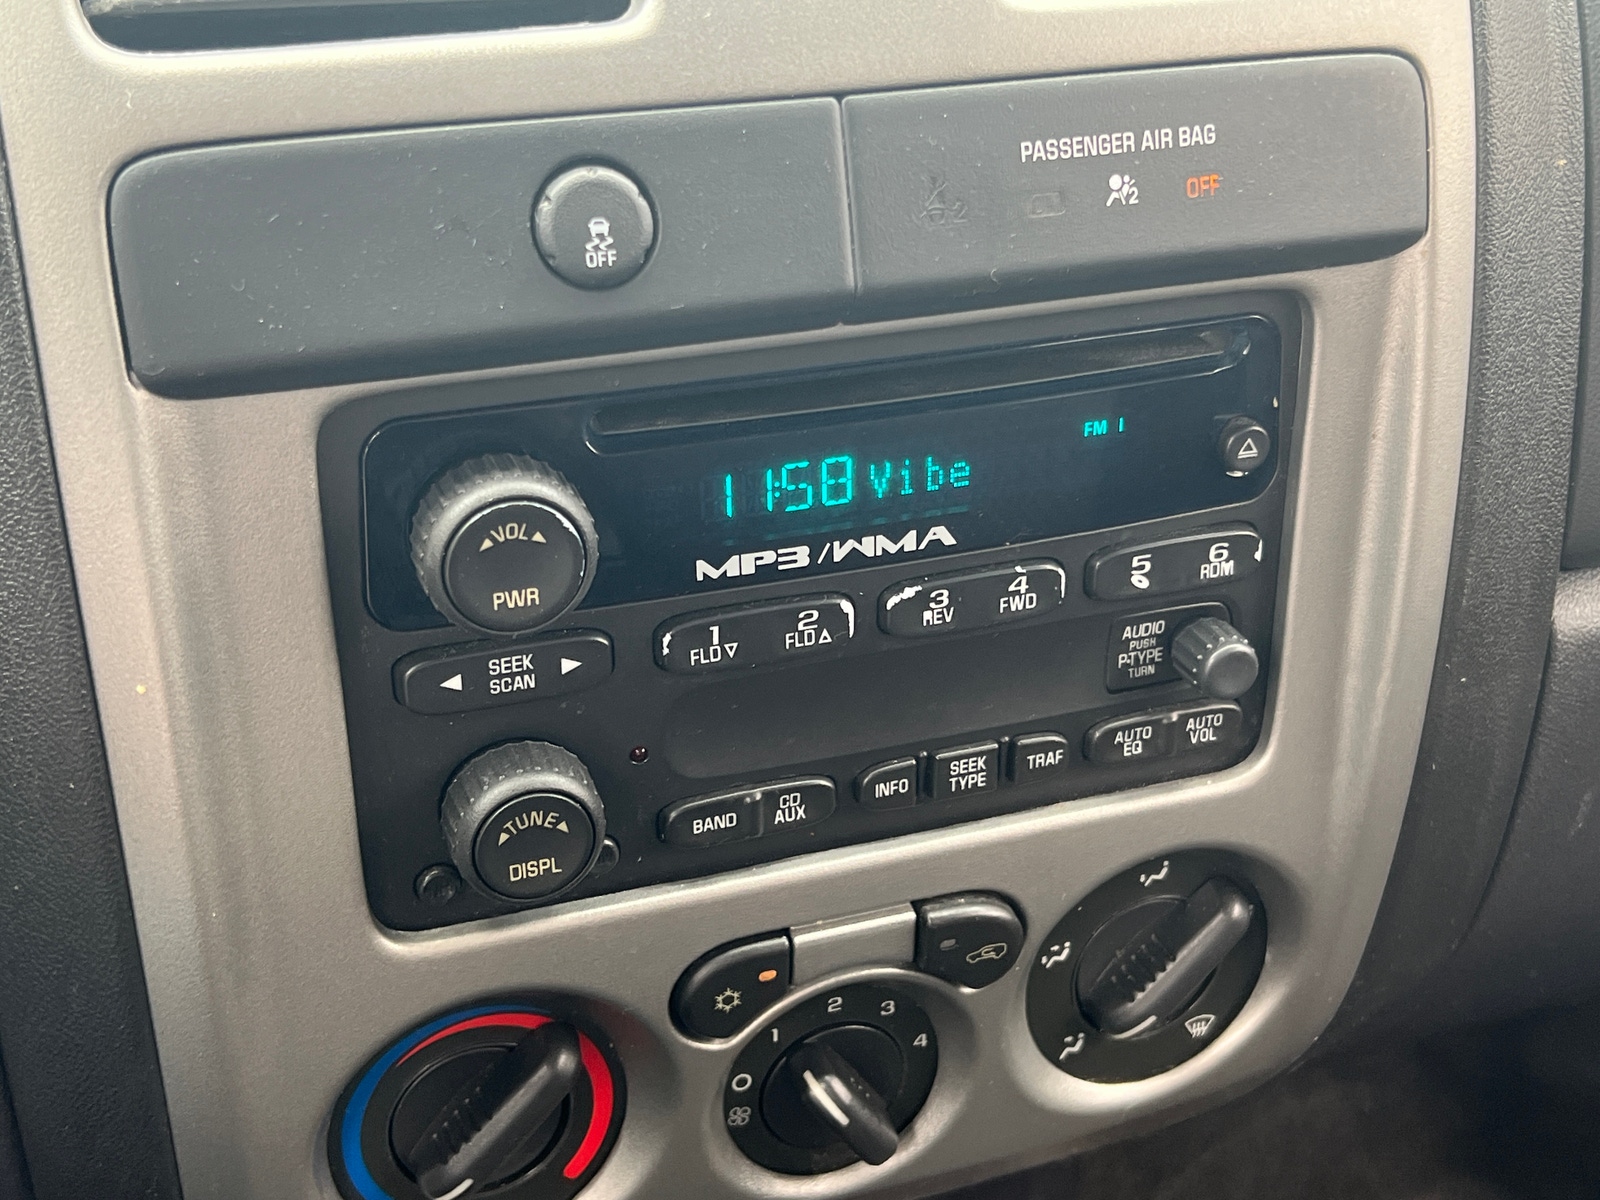 PASSENGER AIR BAG
2
OFF
OFF
FM 1
11:58 Vibe
MP3/WMA
VOL
PWR
1
FLD
2
FLD
3
REV
4
FWD
5
6
RDM
SEEK
SCAN
AUDIO
PUSH
P-TYPE
TURN
TUNE
DISPL
BAND
CD
AUX
INFO
SEEK
TYPE
TRAF
AUTO
EQ
AUTO
VOL
1
2
3
4